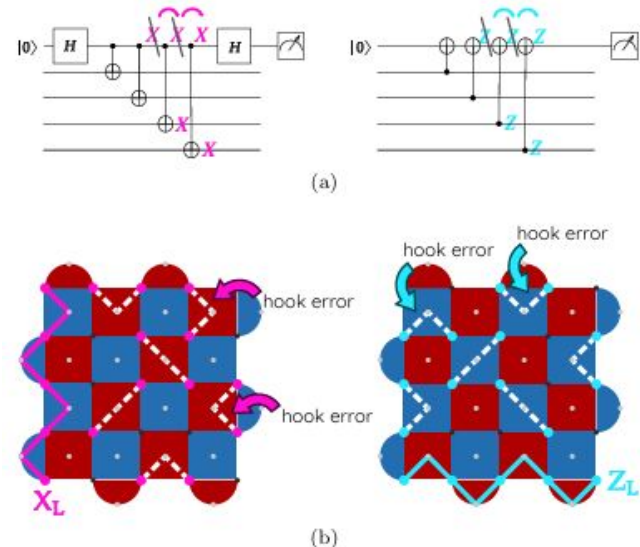 X X X Z Z Z
|0⟩ H H |0⟩
X Z
X Z
(a)
hook error hook error
hook error
hook error
X_L Z_L
(b)